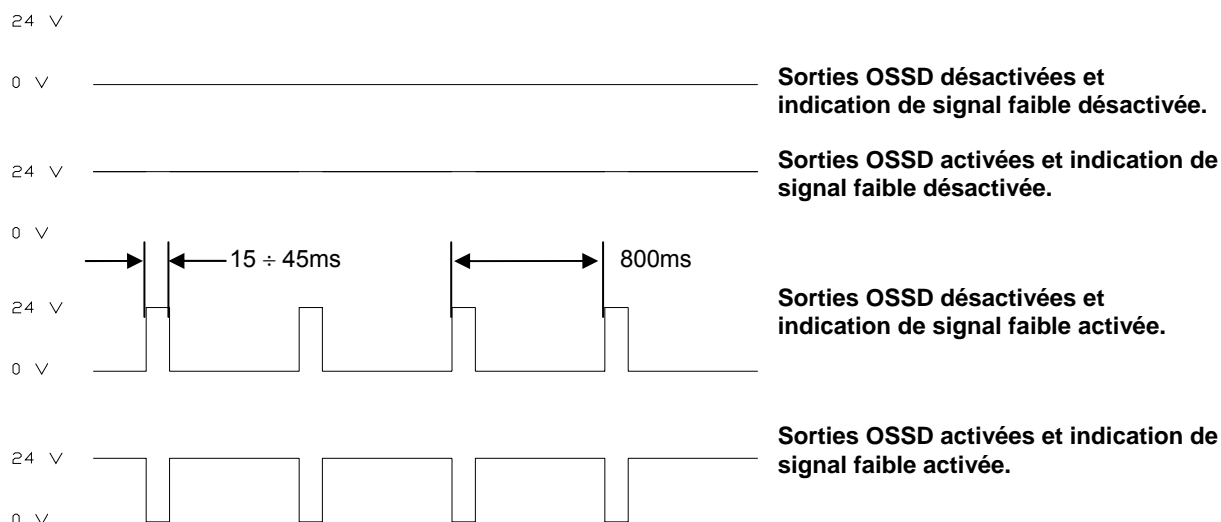 24 V
0 V
Sorties OSSD désactivées et
indication de signal faible désactivée.
24 V
Sorties OSSD activées et indication de
signal faible désactivée.
0 V
15 ÷ 45ms
800ms
24 V
Sorties OSSD désactivées et
indication de signal faible activée.
0 V
24 V
Sorties OSSD activées et indication de
signal faible activée.
0 V